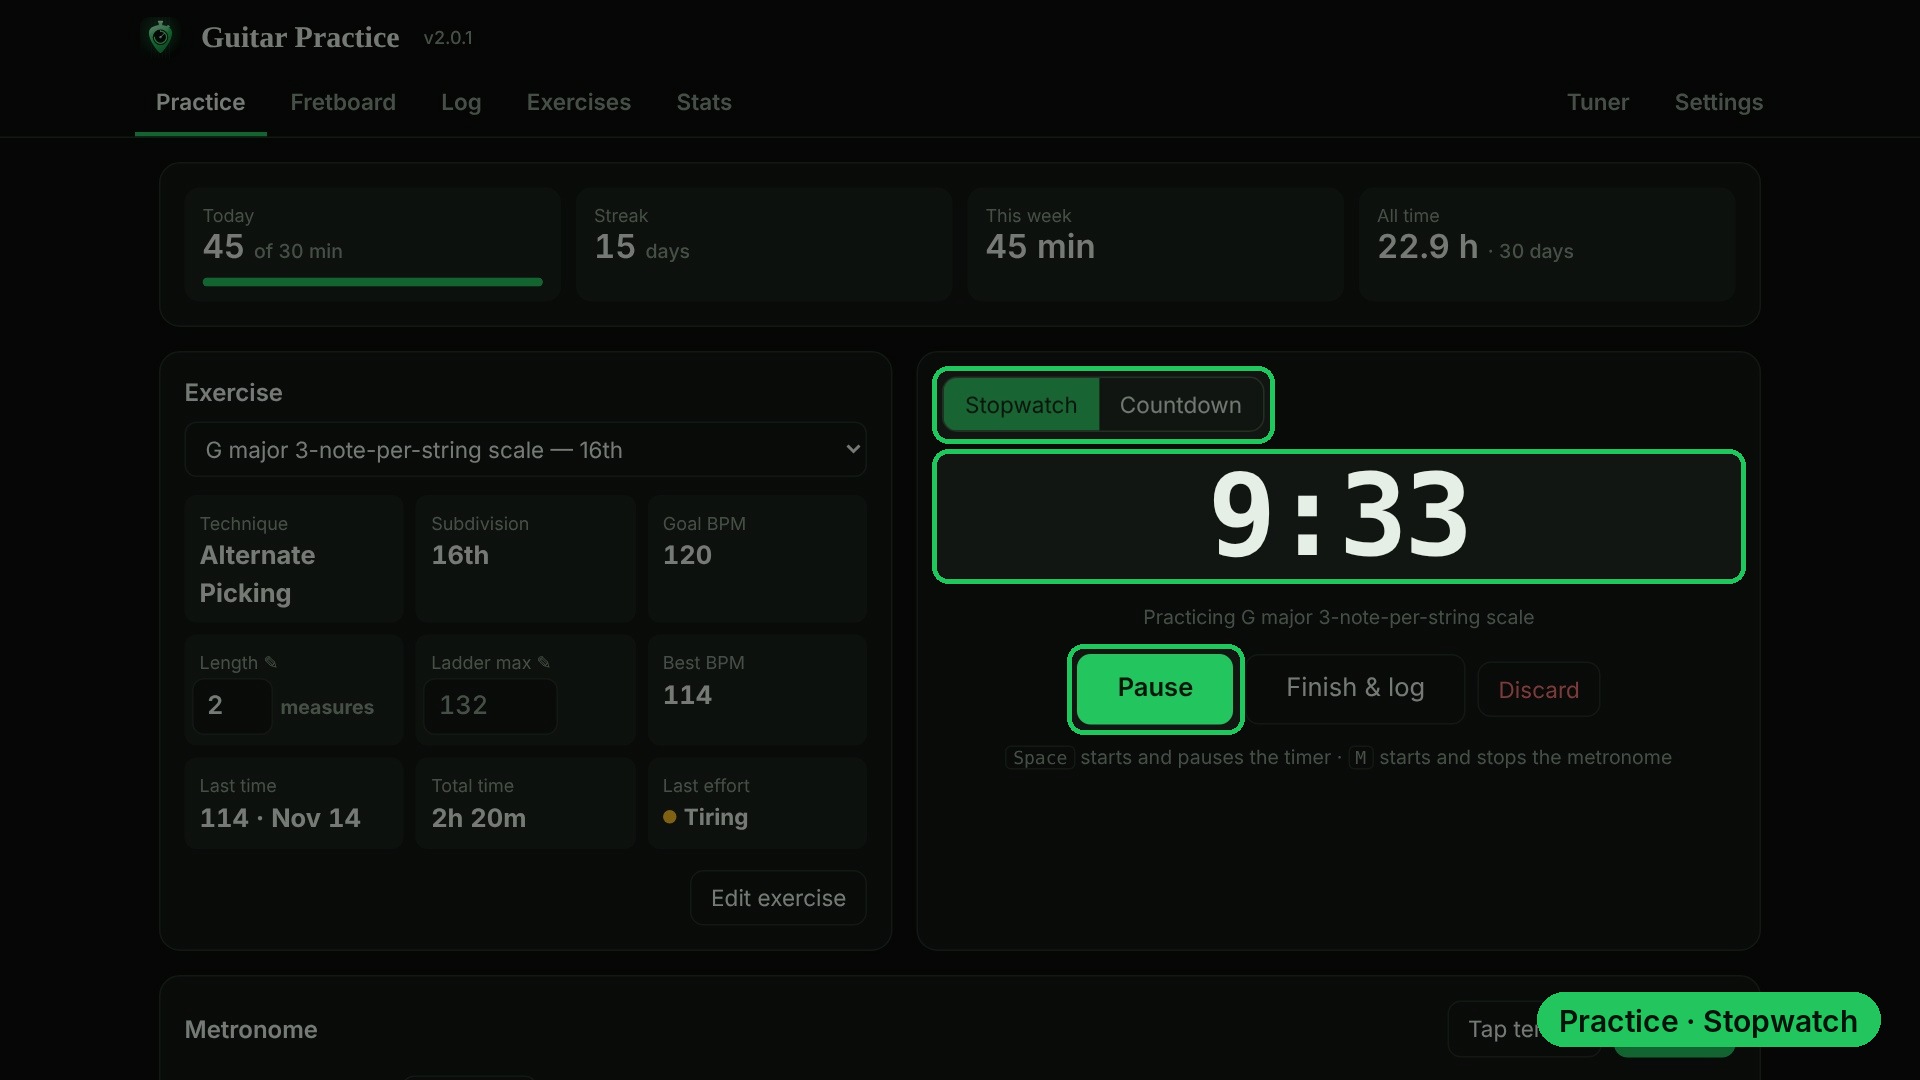 Guitar Practice v2.0.1
Practice Fretboard Log Exercises Stats Tuner Settings
Today
45 of 30 min
Streak
15 days
This week
45 min
All time
22.9 h · 30 days
Exercise
G major 3-note-per-string scale — 16th
Technique
Alternate
Picking
Subdivision
16th
Goal BPM
120
Length ✎
2 measures
Ladder max ✎
132
Best BPM
114
Last time
114 · Nov 14
Total time
2h 20m
Last effort
Tiring
Edit exercise
Stopwatch Countdown
9:33
Practicing G major 3-note-per-string scale
Pause Finish & log Discard
Space starts and pauses the timer · M starts and stops the metronome
Metronome
Tap
Practice · Stopwatch